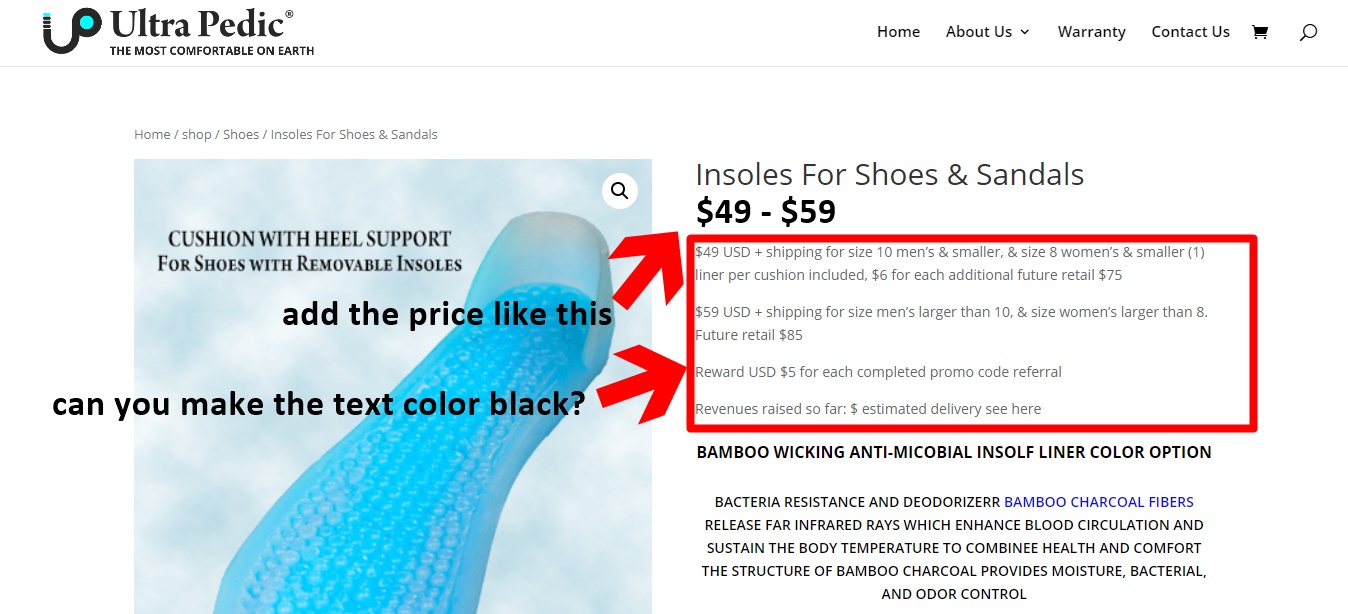 Ultra Pedic®
THE MOST COMFORTABLE ON EARTH
Home About Us Warranty Contact Us
Home / shop / Shoes / Insoles For Shoes & Sandals
CUSHION WITH HEEL SUPPORT
FOR SHOES WITH REMOVABLE INSOLES
add the price like this
can you make the text color black?
Insoles For Shoes & Sandals
$49 - $59
$49 USD + shipping for size 10 men’s & smaller, & size 8 women’s & smaller (1)
liner per cushion included, $6 for each additional future retail $75
$59 USD + shipping for size men’s larger than 10, & size women’s larger than 8.
Future retail $85
Reward USD $5 for each completed promo code referral
Revenues raised so far: $ estimated delivery see here
BAMBOO WICKING ANTI-MICOBIAL INSOLF LINER COLOR OPTION
BACTERIA RESISTANCE AND DEODORIZERR BAMBOO CHARCOAL FIBERS
RELEASE FAR INFRARED RAYS WHICH ENHANCE BLOOD CIRCULATION AND
SUSTAIN THE BODY TEMPERATURE TO COMBINEE HEALTH AND COMFORT
THE STRUCTURE OF BAMBOO CHARCOAL PROVIDES MOISTURE, BACTERIAL,
AND ODOR CONTROL